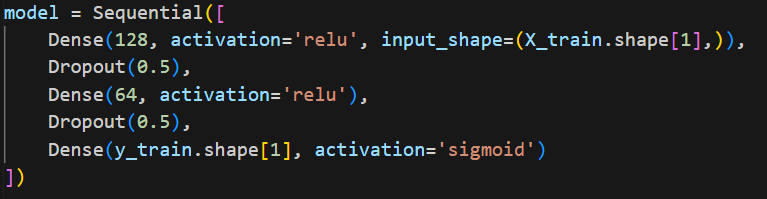 model = Sequential([
    Dense(128, activation='relu', input_shape=(X_train.shape[1],)),
    Dropout(0.5),
    Dense(64, activation='relu'),
    Dropout(0.5),
    Dense(y_train.shape[1], activation='sigmoid')
])